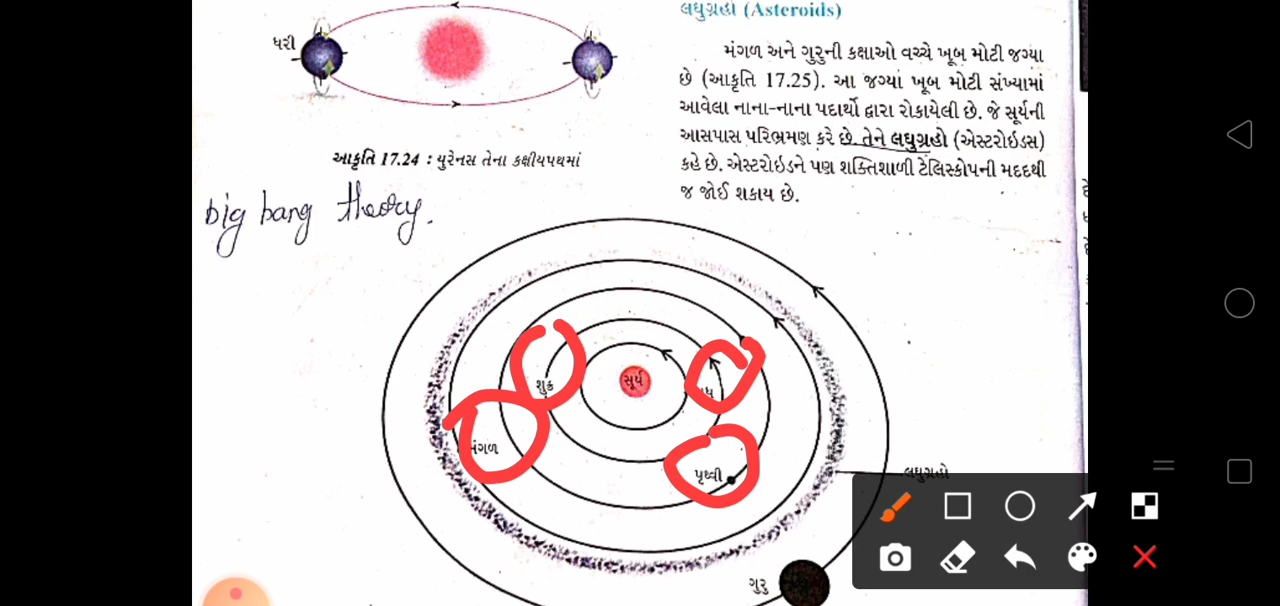 લઘુગ્રહો (Asteroids)
ધરી
મંગળ અને ગુરુની કક્ષાઓ વચ્ચે ખૂબ મોટી જગ્યા
છે (આકૃતિ 17.25). આ જગ્યાં ખૂબ મોટી સંખ્યામાં
આવેલા નાના-નાના પદાર્થો દ્વારા રોકાયેલી છે. જે સૂર્યની
આસપાસ પરિભ્રમણ કરે છે. તેને લઘુગ્રહો (એસ્ટરોઇડસ)
કહે છે. એસ્ટરોઇડને પણ શક્તિશાળી ટેલિસ્કોપની મદદથી
જ જોઈ શકાય છે.
આકૃતિ 17.24 : યુરેનસ તેના કક્ષીયપથમાં
big bang theory.
સૂર્ય
શુક્ર
મંગળ
પૃથ્વી
લઘુગ્રહો
ગુરુ